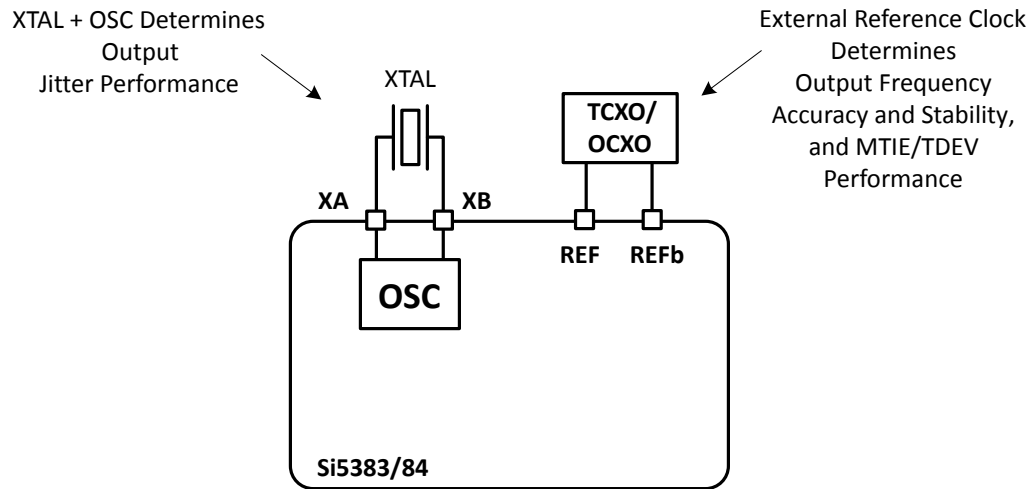 XTAL + OSC Determines
Output
Jitter Performance
XTAL
External Reference Clock
Determines
Output Frequency
Accuracy and Stability,
and MTIE/TDEV
Performance
TCXO/
OCXO
XA
XB
REF
REFb
OSC
Si5383/84